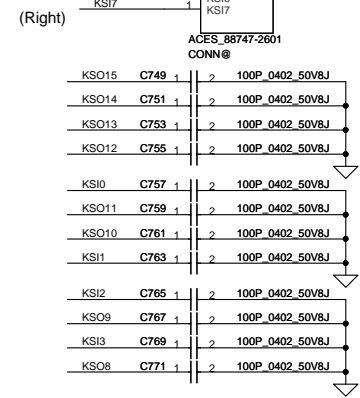 KSI7 1 KSI7
(Right)
ACES_88747-2601
CONN@
KSO15 C749 1 2 100P_0402_50V8J
KSO14 C751 1 2 100P_0402_50V8J
KSO13 C753 1 2 100P_0402_50V8J
KSO12 C755 1 2 100P_0402_50V8J
KSI0 C757 1 2 100P_0402_50V8J
KSO11 C759 1 2 100P_0402_50V8J
KSO10 C761 1 2 100P_0402_50V8J
KSI1 C763 1 2 100P_0402_50V8J
KSI2 C765 1 2 100P_0402_50V8J
KSO9 C767 1 2 100P_0402_50V8J
KSI3 C769 1 2 100P_0402_50V8J
KSO8 C771 1 2 100P_0402_50V8J